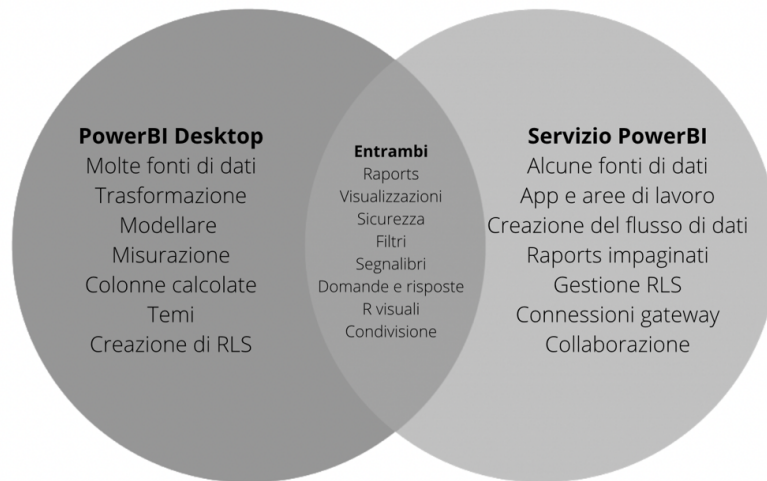 PowerBI Desktop
Molte fonti di dati
Trasformazione
Modellare
Misurazione
Colonne calcolate
Temi
Creazione di RLS
Entrambi
Raports
Visualizzazioni
Sicurezza
Filtri
Segnalibri
Domande e risposte
R visuali
Condivisione
Servizio PowerBI
Alcune fonti di dati
App e aree di lavoro
Creazione del flusso di dati
Raports impaginati
Gestione RLS
Connessioni gateway
Collaborazione